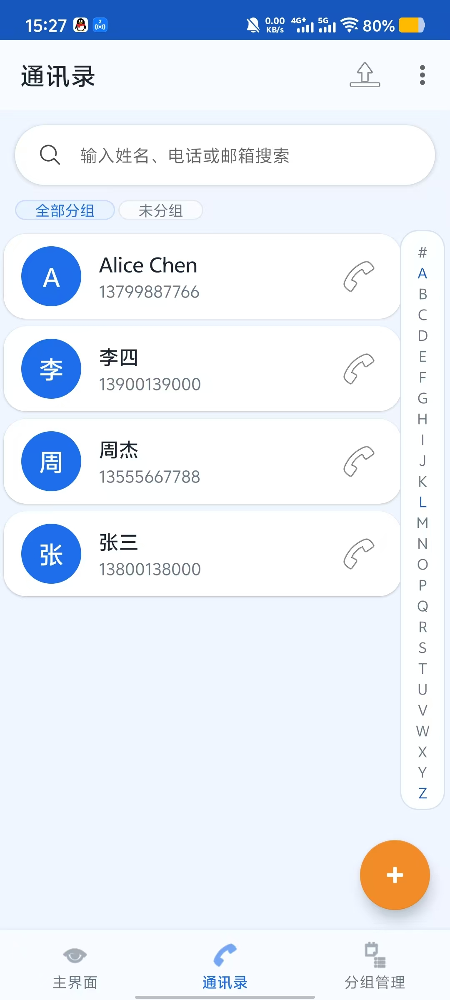 15:27
2
0.00 KB/s 4G+ 5G 80%
通讯录
输入姓名、电话或邮箱搜索
全部分组 未分组
A
Alice Chen
13799887766
李
李四
13900139000
周
周杰
13555667788
张
张三
13800138000
#
A
B
C
D
E
F
G
H
I
J
K
L
M
N
O
P
Q
R
S
T
U
V
W
X
Y
Z
+
主界面 通讯录 分组管理